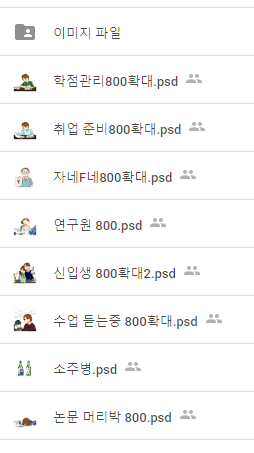 이미지 파일
학점관리800확대.psd
취업 준비800확대.psd
자네F네800확대.psd
연구원 800.psd
신입생 800확대2.psd
수업 듣는중 800확대.psd
소주병.psd
논문 머리박 800.psd